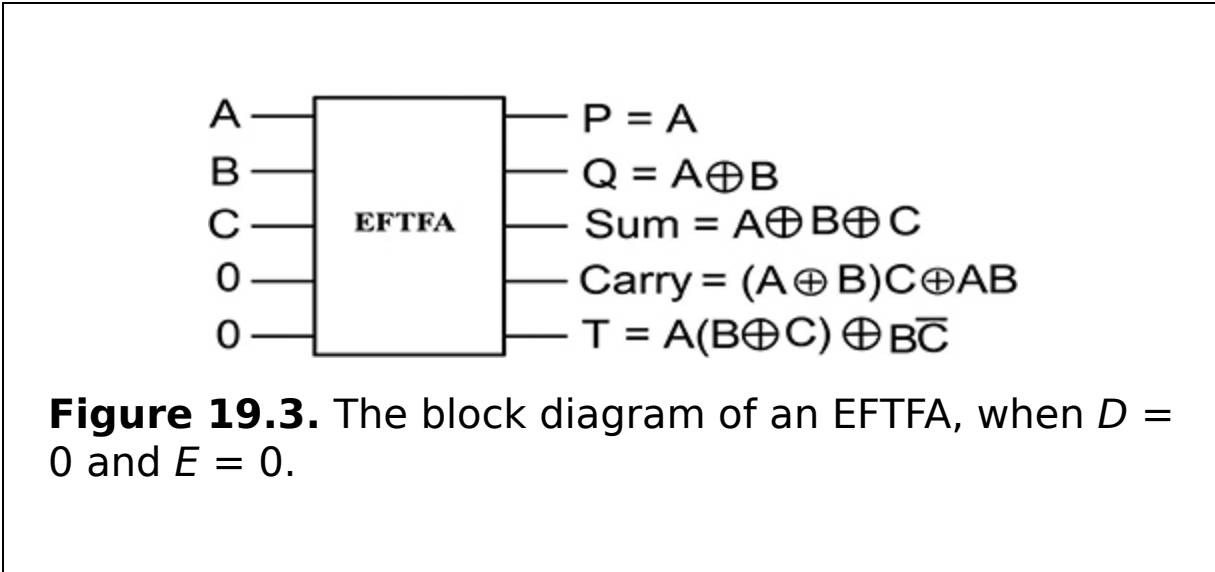 A P = A
B Q = A⊕B
C EFTFA Sum = A⊕B⊕C
0 Carry = (A⊕B)C⊕AB
0 T = A(B⊕C) ⊕ BC̅
Figure 19.3. The block diagram of an EFTFA, when D =
0 and E = 0.